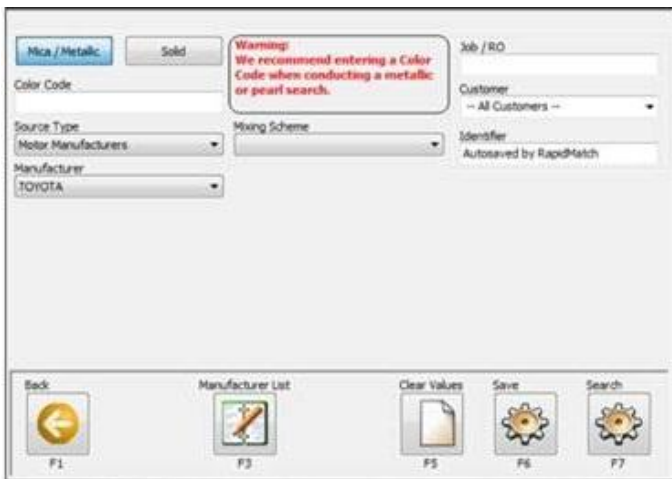 Mica / Metallic
Solid
Warning:
We recommend entering a Color
Code when conducting a metallic
or pearl search.
Job / RO
Color Code
Customer
-- All Customers --
Source Type
Motor Manufacturers
Mixing Scheme
Identifier
Autosaved by RapidMatch
Manufacturer
TOYOTA
Back
Manufacturer List
Clear Values
Save
Search
F1
F3
F5
F6
F7